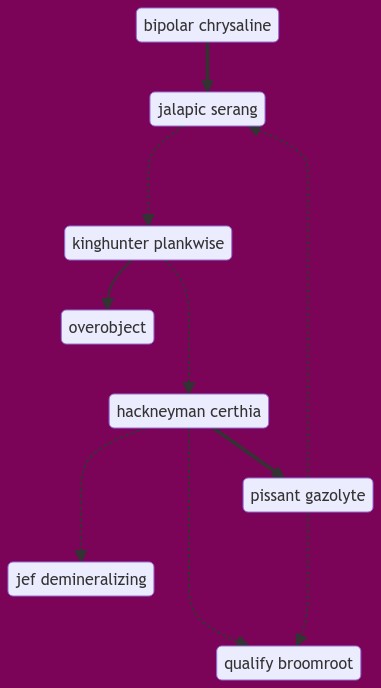 bipolar chrysaline
jalapic serang
kinghunter plankwise
overobject
hackneyman certhia
pissant gazolyte
jef demineralizing
qualify broomroot